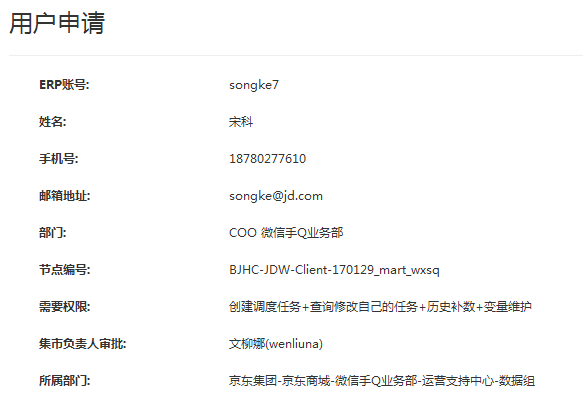 用户申请
ERP账号: songke7
姓名: 宋科
手机号: 18780277610
邮箱地址: songke@jd.com
部门: COO 微信手Q业务部
节点编号: BJHC-JDW-Client-170129_mart_wxsq
需要权限: 创建调度任务+查询修改自己的任务+历史补数+变量维护
集市负责人审批: 文柳娜(wenliuna)
所属部门: 京东集团-京东商城-微信手Q业务部-运营支持中心-数据组